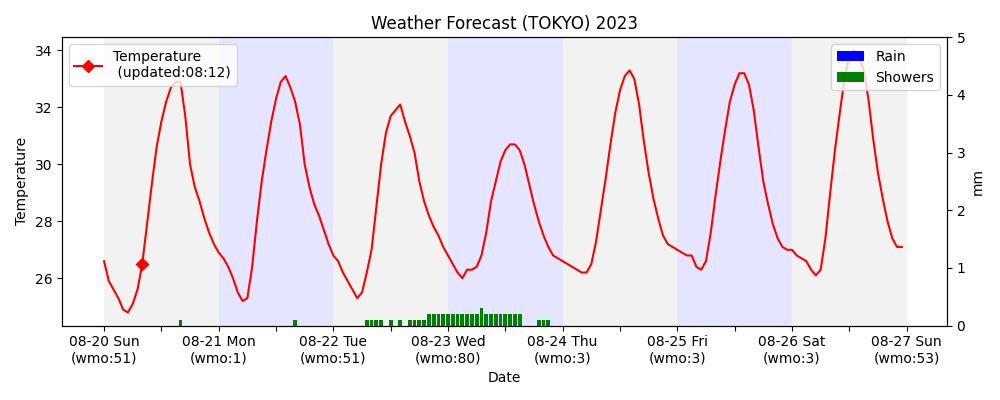 Weather Forecast (TOKYO) 2023
Temperature
(updated:08:12)
Rain
Showers
34
32
30
28
26
Temperature
5
4
3
2
1
0
mm
08-20 Sun
(wmo:51)
08-21 Mon
(wmo:1)
08-22 Tue
(wmo:51)
08-23 Wed
(wmo:80)
08-24 Thu
(wmo:3)
08-25 Fri
(wmo:3)
08-26 Sat
(wmo:3)
08-27 Sun
(wmo:53)
Date